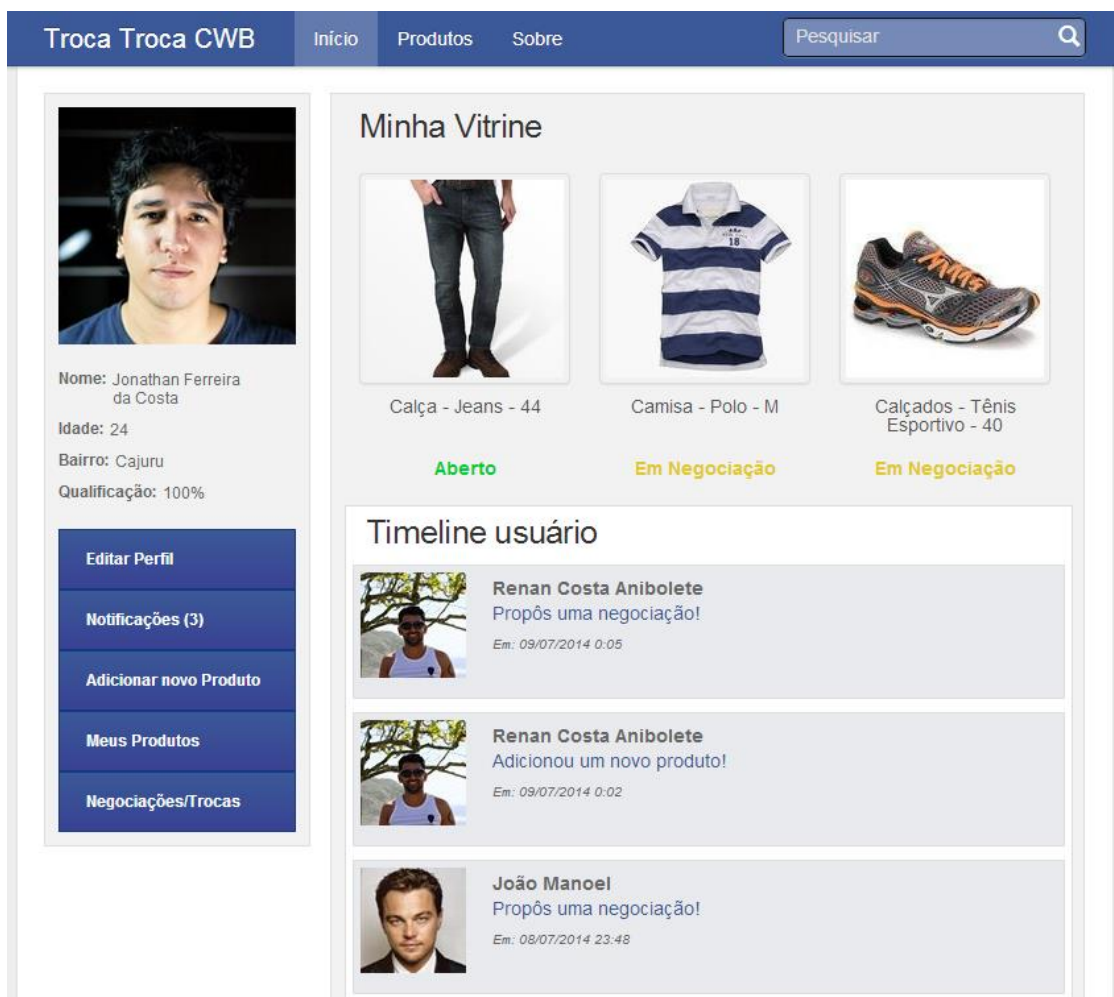 Troca Troca CWB
Início
Produtos
Sobre
Pesquisar
Nome: Jonathan Ferreira
da Costa
Idade: 24
Bairro: Cajuru
Qualificação: 100%
Editar Perfil
Notificações (3)
Adicionar novo Produto
Meus Produtos
Negociações/Trocas
Minha Vitrine
18
Calça - Jeans - 44
Aberto
Camisa - Polo - M
Em Negociação
Calçados - Tênis
Esportivo - 40
Em Negociação
Timeline usuário
Renan Costa Anibolete
Propôs uma negociação!
Em: 09/07/2014 0:05
Renan Costa Anibolete
Adicionou um novo produto!
Em: 09/07/2014 0:02
João Manoel
Propôs uma negociação!
Em: 08/07/2014 23:48